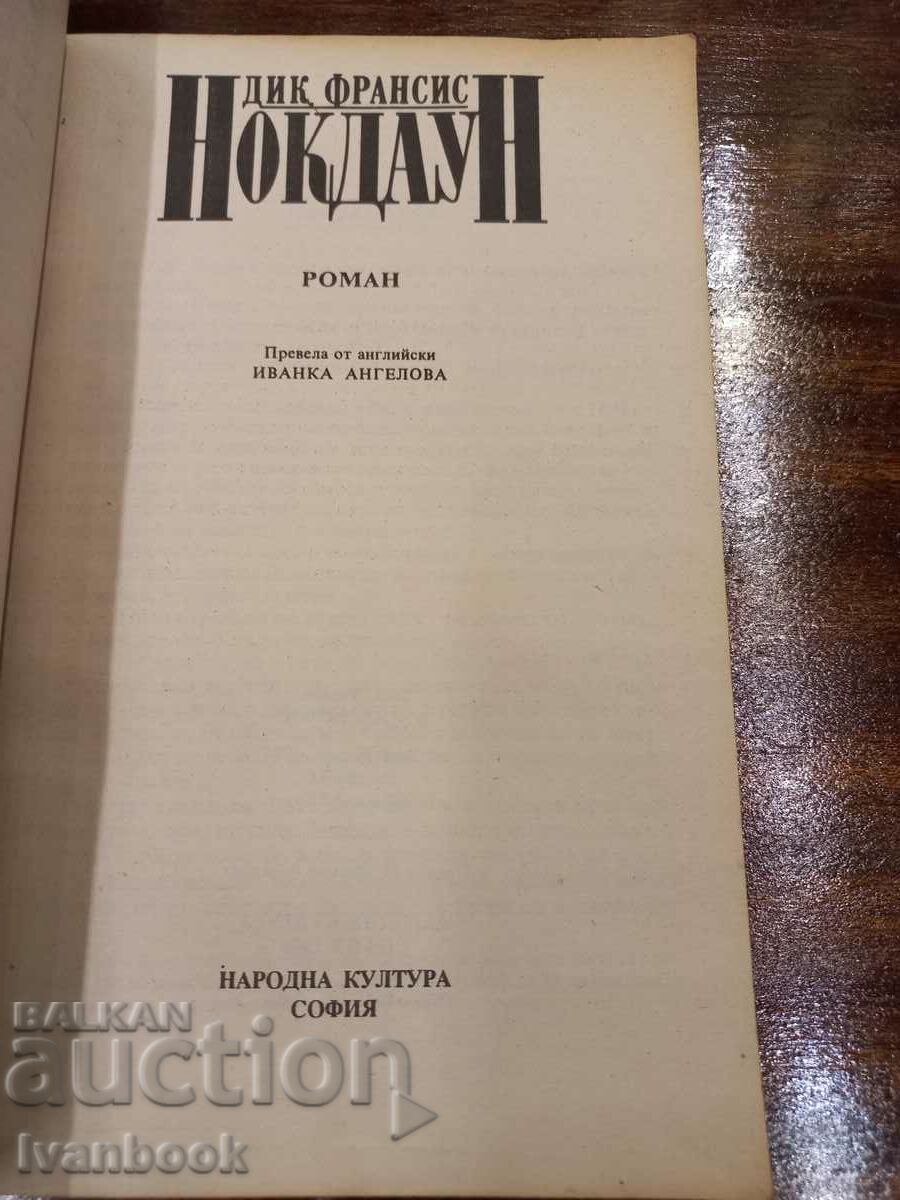 ДИК ФРАНСИС
НОКДАУН
РОМАН
Превела от английски
ИВАНКА АНГЕЛОВА
НАРОДНА КУЛТУРА
СОФИЯ
BALKAN
auction
Ivanbook